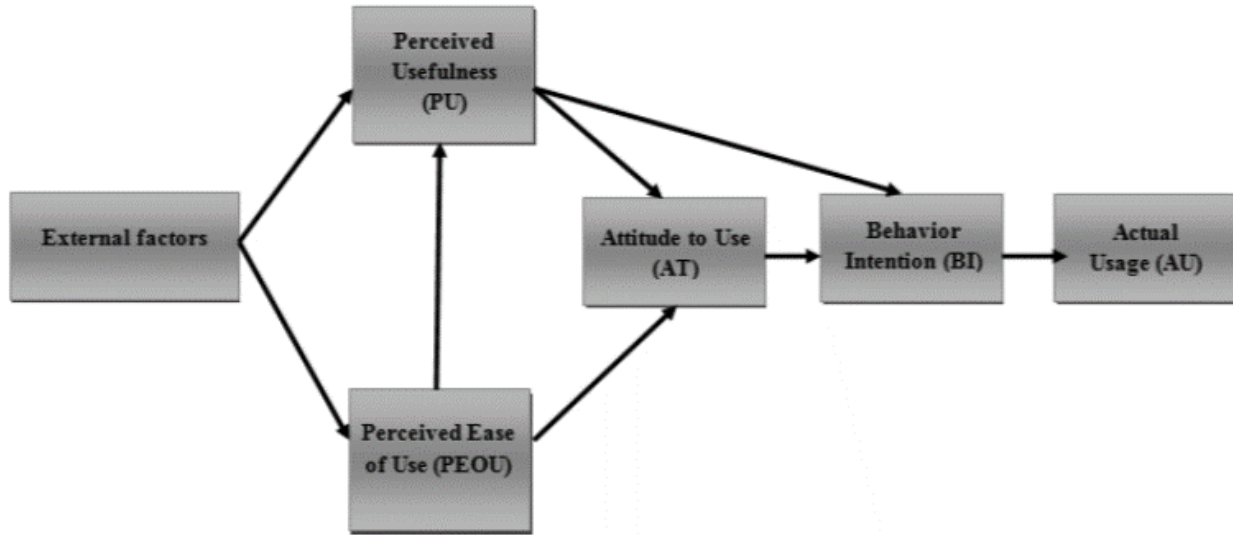 Perceived
Usefulness
(PU)
External factors
Attitude to Use
(AT)
Behavior
Intention (BI)
Actual
Usage (AU)
Perceived Ease
of Use (PEOU)